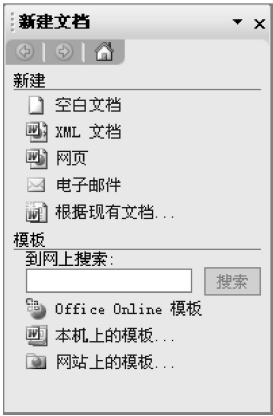 新建文档
新建
空白文档
XML 文档
网页
电子邮件
根据现有文档...
模板
到网上搜索:
搜索
Office Online 模板
本机上的模板...
网站上的模板...